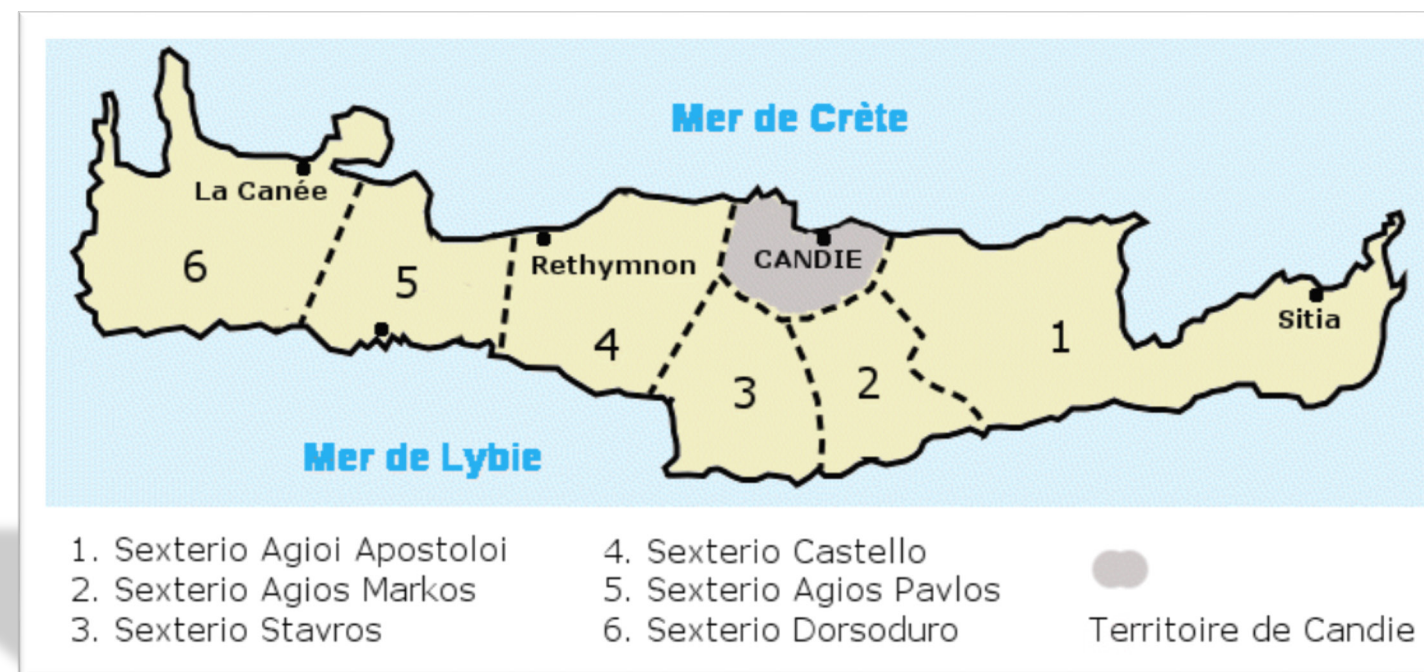 Mer de Crète
La Canée
6
5
Rethymnon
CANDIE
4
3
2
1
Sitia
Mer de Lybie
1. Sexterio Agioi Apostoloi
2. Sexterio Agios Markos
3. Sexterio Stavros
4. Sexterio Castello
5. Sexterio Agios Pavlos
6. Sexterio Dorsoduro
Territoire de Candie